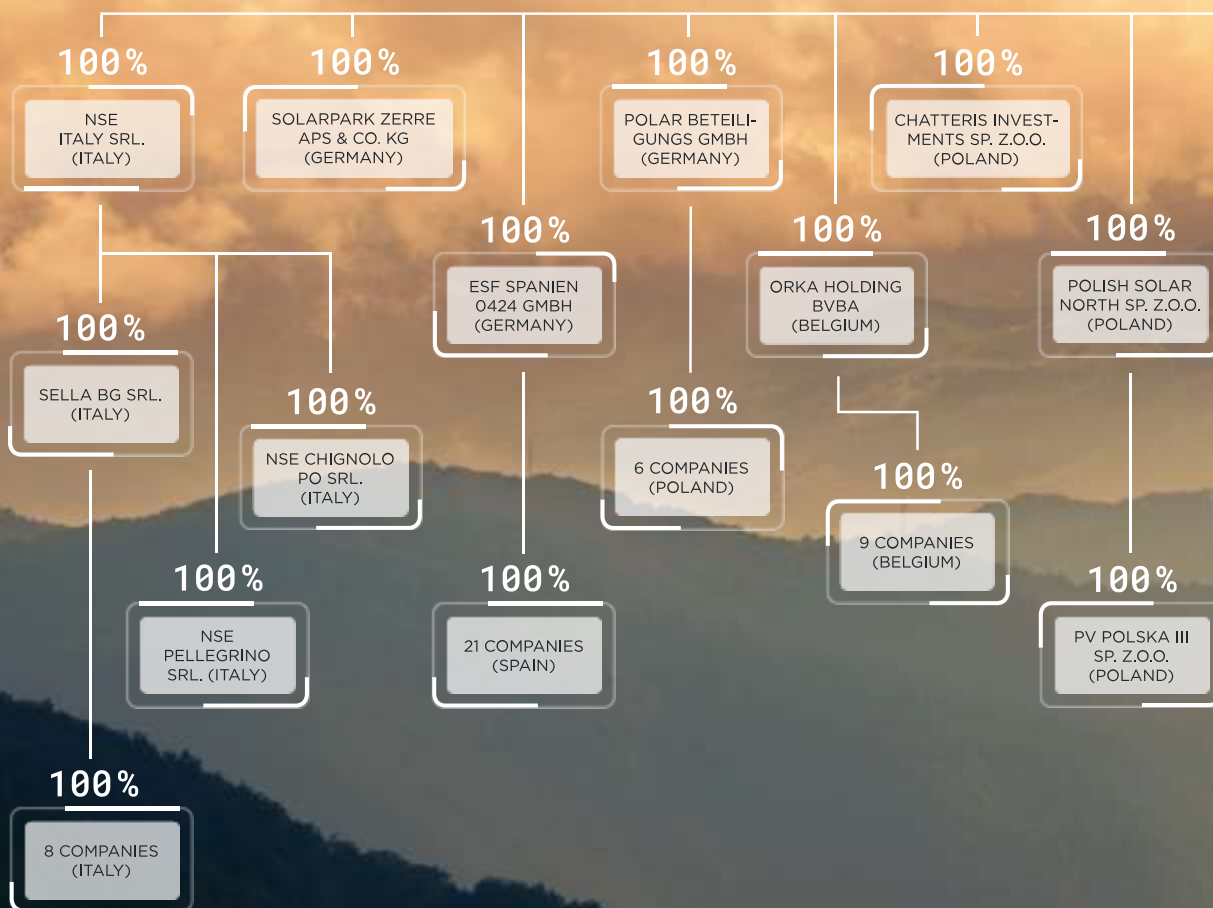 100%
NSE
ITALY SRL.
(ITALY)
100%
SOLARPARK ZERRE
APS & CO. KG
(GERMANY)
100%
POLAR BETEILI-
GUNGS GMBH
(GERMANY)
100%
CHATTERIS INVEST-
MENTS SP. Z.O.O.
(POLAND)
100%
ESF SPANIEN
0424 GMBH
(GERMANY)
100%
ORKA HOLDING
BVBA
(BELGIUM)
100%
POLISH SOLAR
NORTH SP. Z.O.O.
(POLAND)
100%
SELLA BG SRL.
(ITALY)
100%
NSE CHIGNOLO
PO SRL.
(ITALY)
100%
6 COMPANIES
(POLAND)
100%
9 COMPANIES
(BELGIUM)
100%
NSE
PELLEGRINO
SRL. (ITALY)
100%
21 COMPANIES
(SPAIN)
100%
PV POLSKA III
SP. Z.O.O.
(POLAND)
100%
8 COMPANIES
(ITALY)